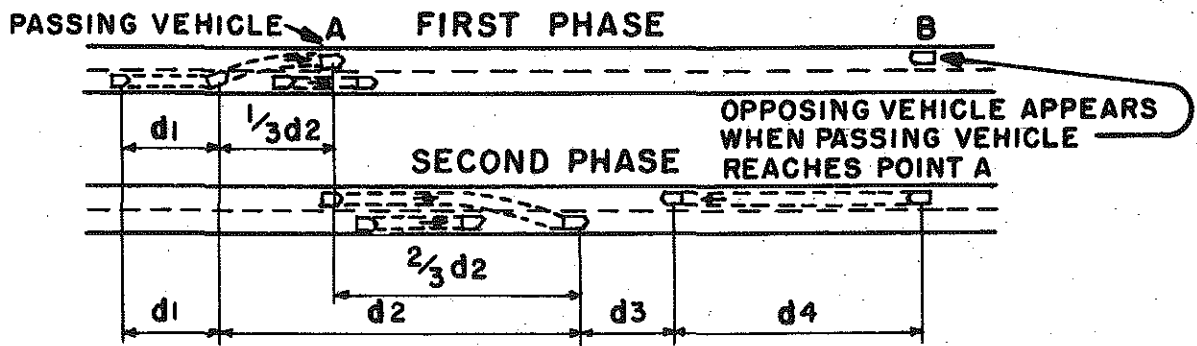 PASSING VEHICLE
A
FIRST PHASE
B
d1
1/3d2
OPPOSING VEHICLE APPEARS
WHEN PASSING VEHICLE
REACHES POINT A
SECOND PHASE
2/3d2
d1
d2
d3
d4